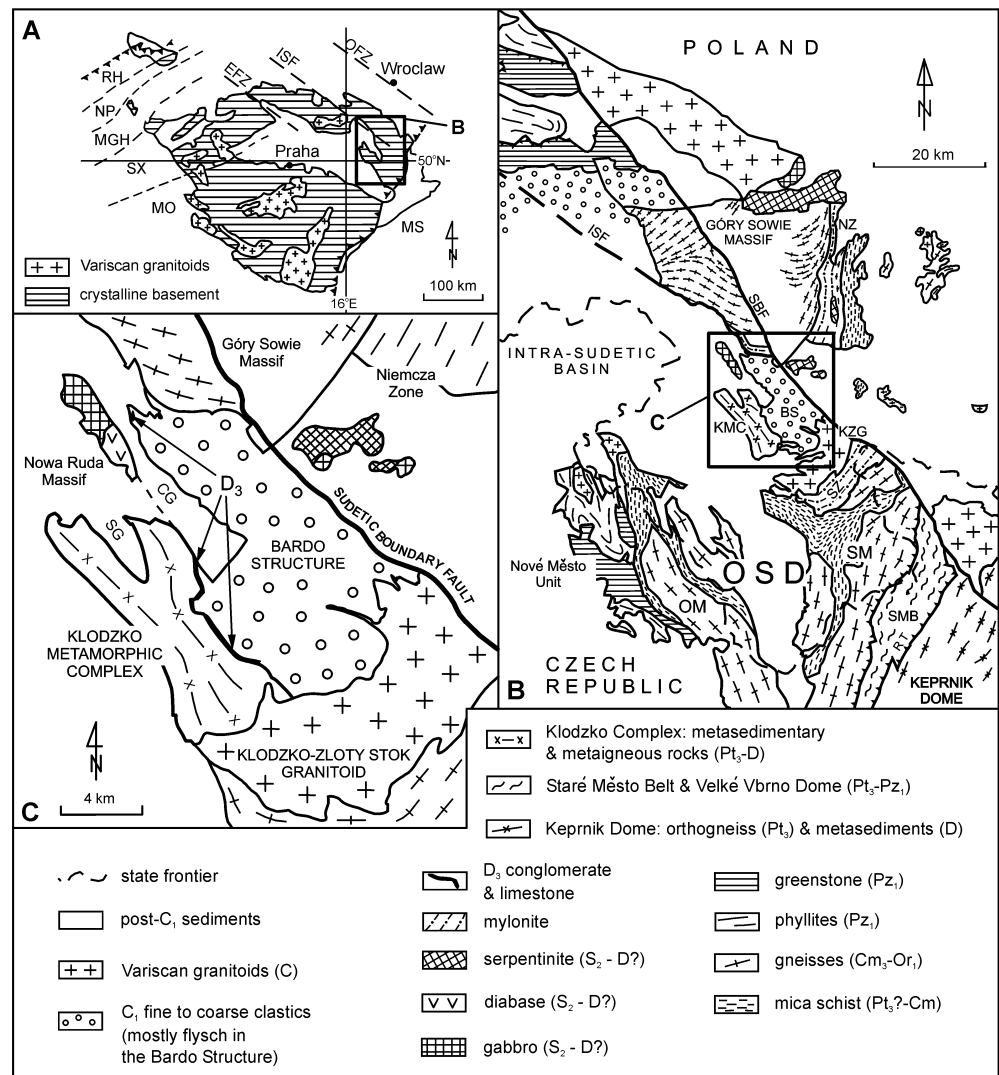 A
RH
NP
MGH
SX
MO
EFZ
ISF
OFZ
Wroclaw
B
Praha
50°N
MS
N
Variscan granitoids
crystalline basement
16°E
100 km
POLAND
N
20 km
ISF
GÓRY SOWIE
MASSIF
NZ
SBF
INTRA-SUDETIC
BASIN
C
KMC
BS
KZG
SM
OSD
Nové Město
Unit
OM
SMB
RT
CZECH
REPUBLIC
B
KEPRNIK
DOME
Góry Sowie
Massif
Niemcza
Zone
Nowa Ruda
Massif
D₃
CG
SG
SUDETIC BOUNDARY FAULT
BARDO
STRUCTURE
KLODZKO
METAMORPHIC
COMPLEX
N
KLODZKO-ZLOTY STOK
GRANITOID
C
4 km
Klodzko Complex: metasedimentary
& metaigneous rocks (Pt₃-D)
Staré Město Belt & Velké Vbrno Dome (Pt₃-Pz₁)
Keprnik Dome: orthogneiss (Pt₃) & metasediments (D)
state frontier
post-C₁ sediments
Variscan granitoids (C)
C₁ fine to coarse clastics
(mostly flysch in
the Bardo Structure)
D₃ conglomerate
& limestone
mylonite
serpentinite (S₂ - D?)
diabase (S₂ - D?)
gabbro (S₂ - D?)
greenstone (Pz₁)
phyllites (Pz₁)
gneisses (Cm₃-Or₁)
mica schist (Pt₃?-Cm)